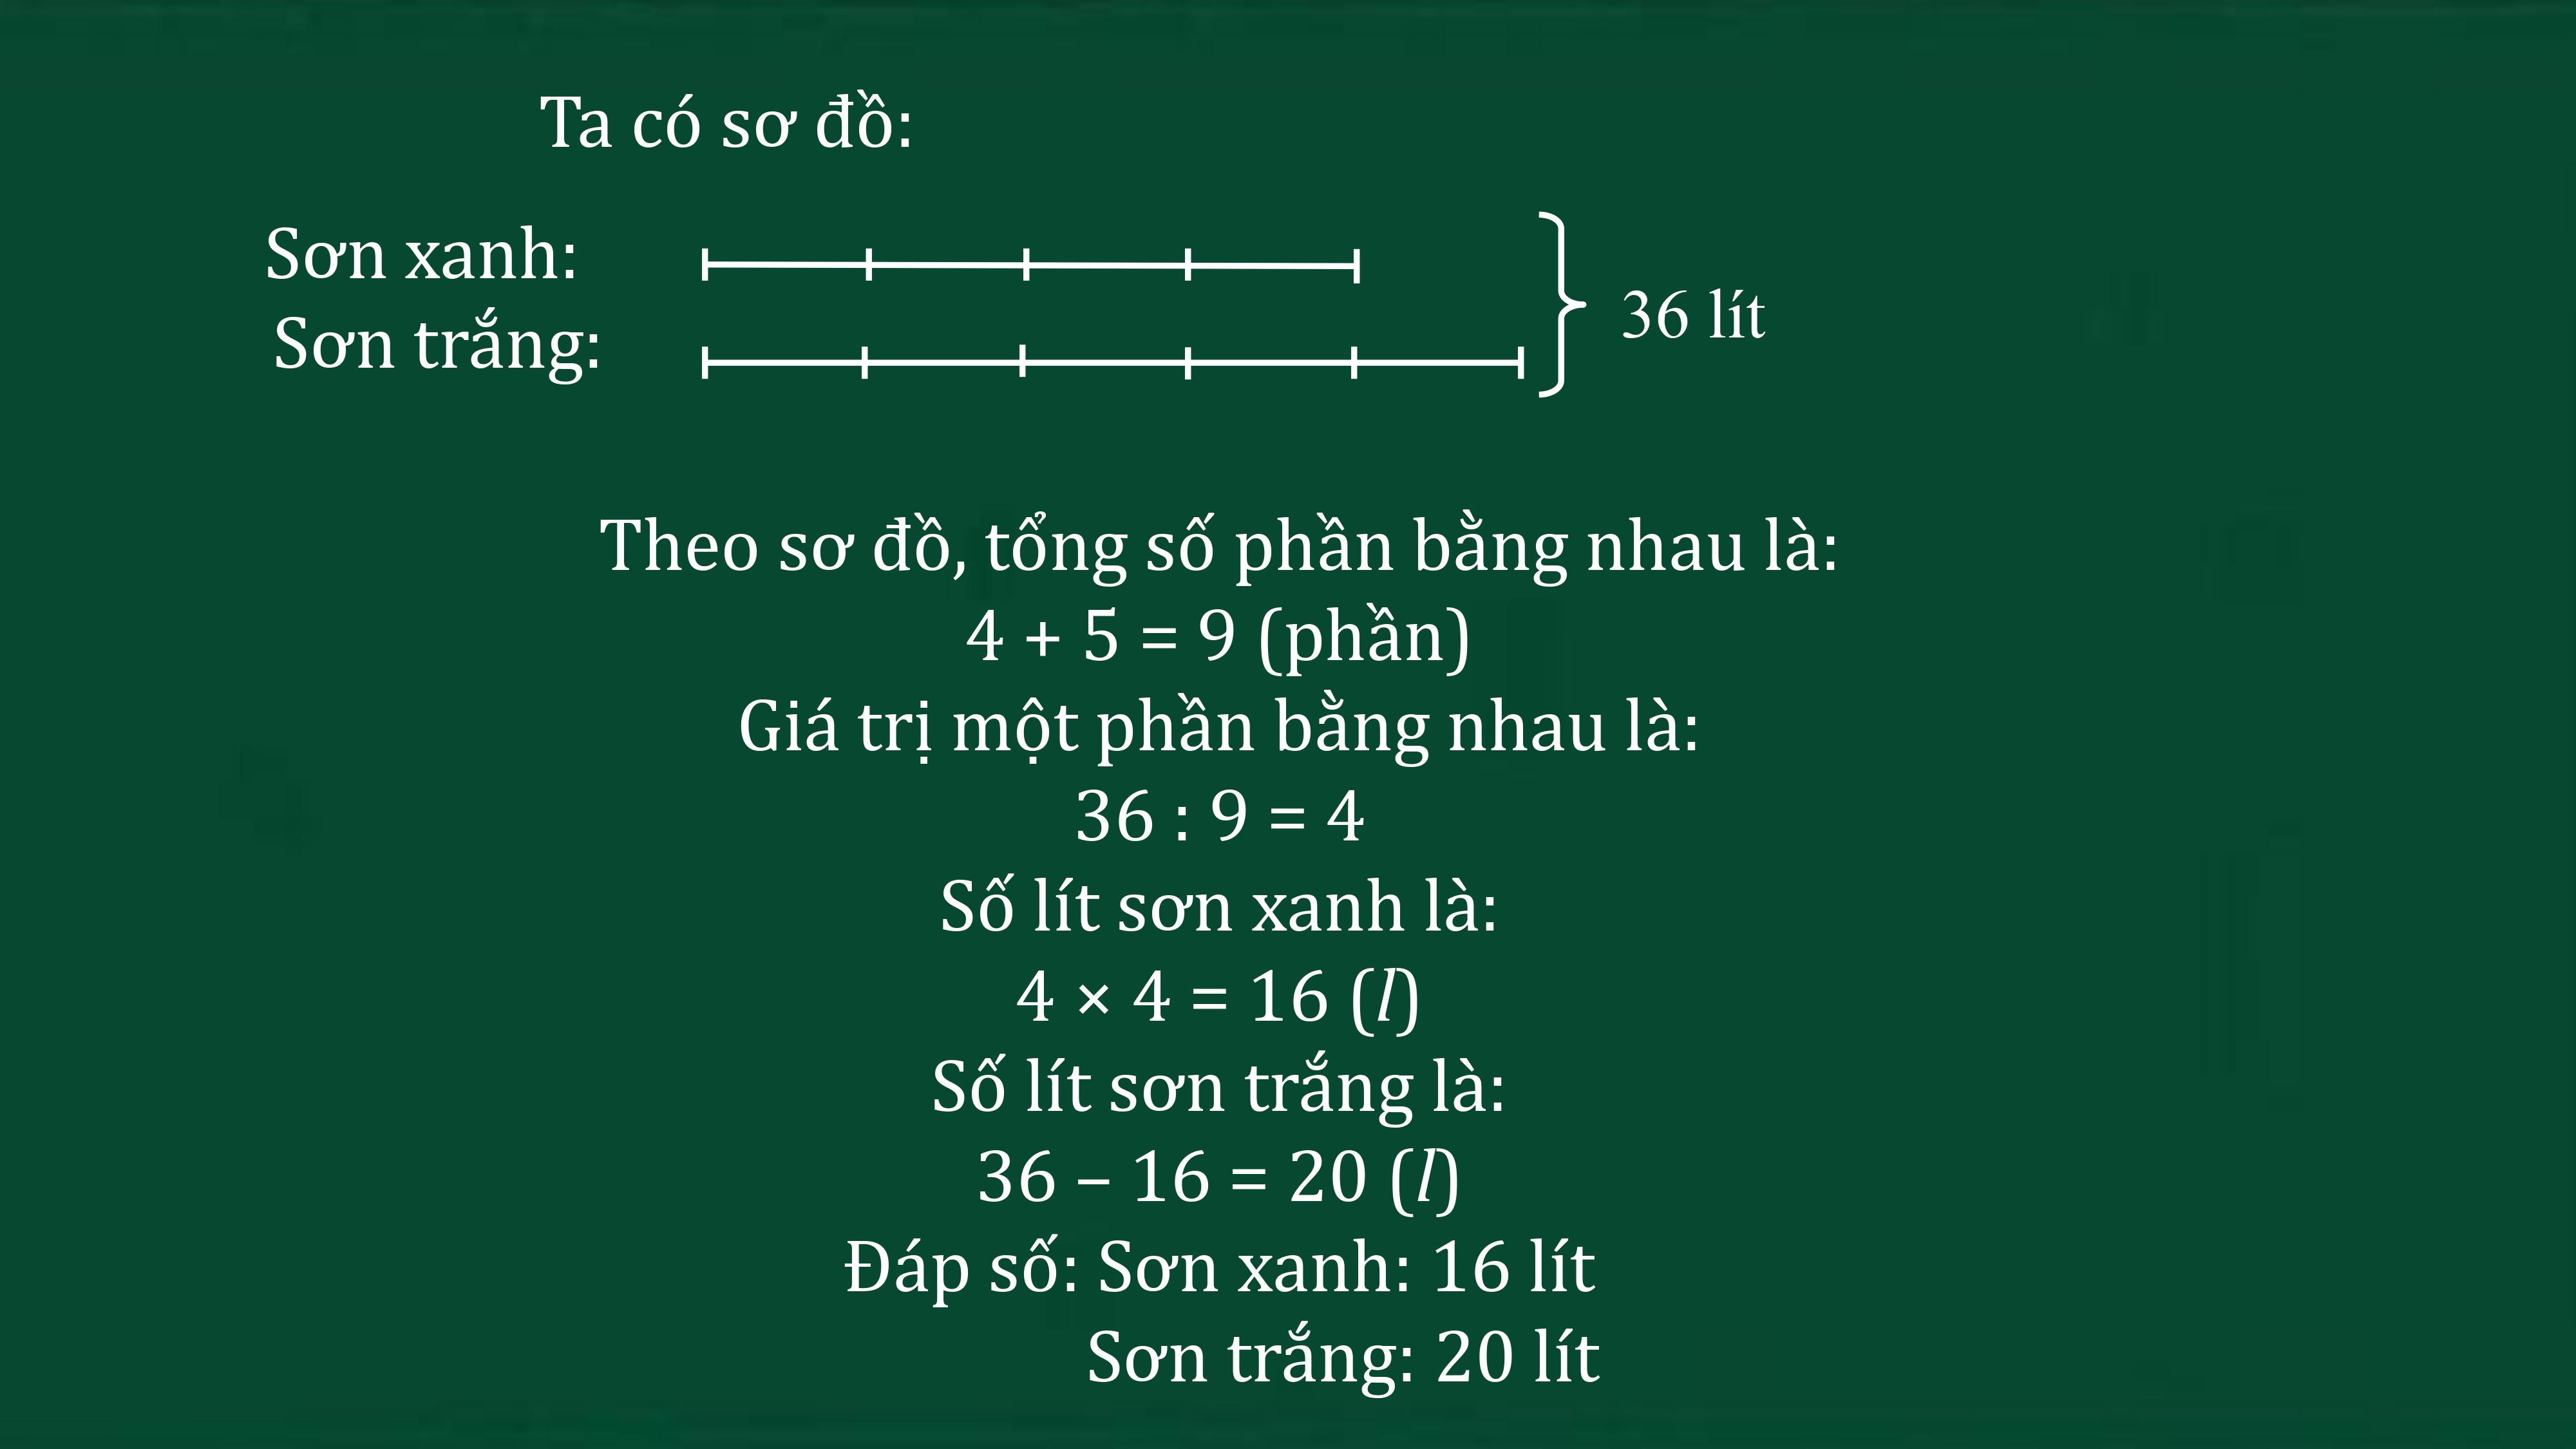 Ta có sơ đồ:
Sơn xanh:
Sơn trắng:
36 lít
Theo sơ đồ, tổng số phần bằng nhau là:
4 + 5 = 9 (phần)
Giá trị một phần bằng nhau là:
36 : 9 = 4
Số lít sơn xanh là:
4 × 4 = 16 (l)
Số lít sơn trắng là:
36 – 16 = 20 (l)
Đáp số: Sơn xanh: 16 lít
Sơn trắng: 20 lít